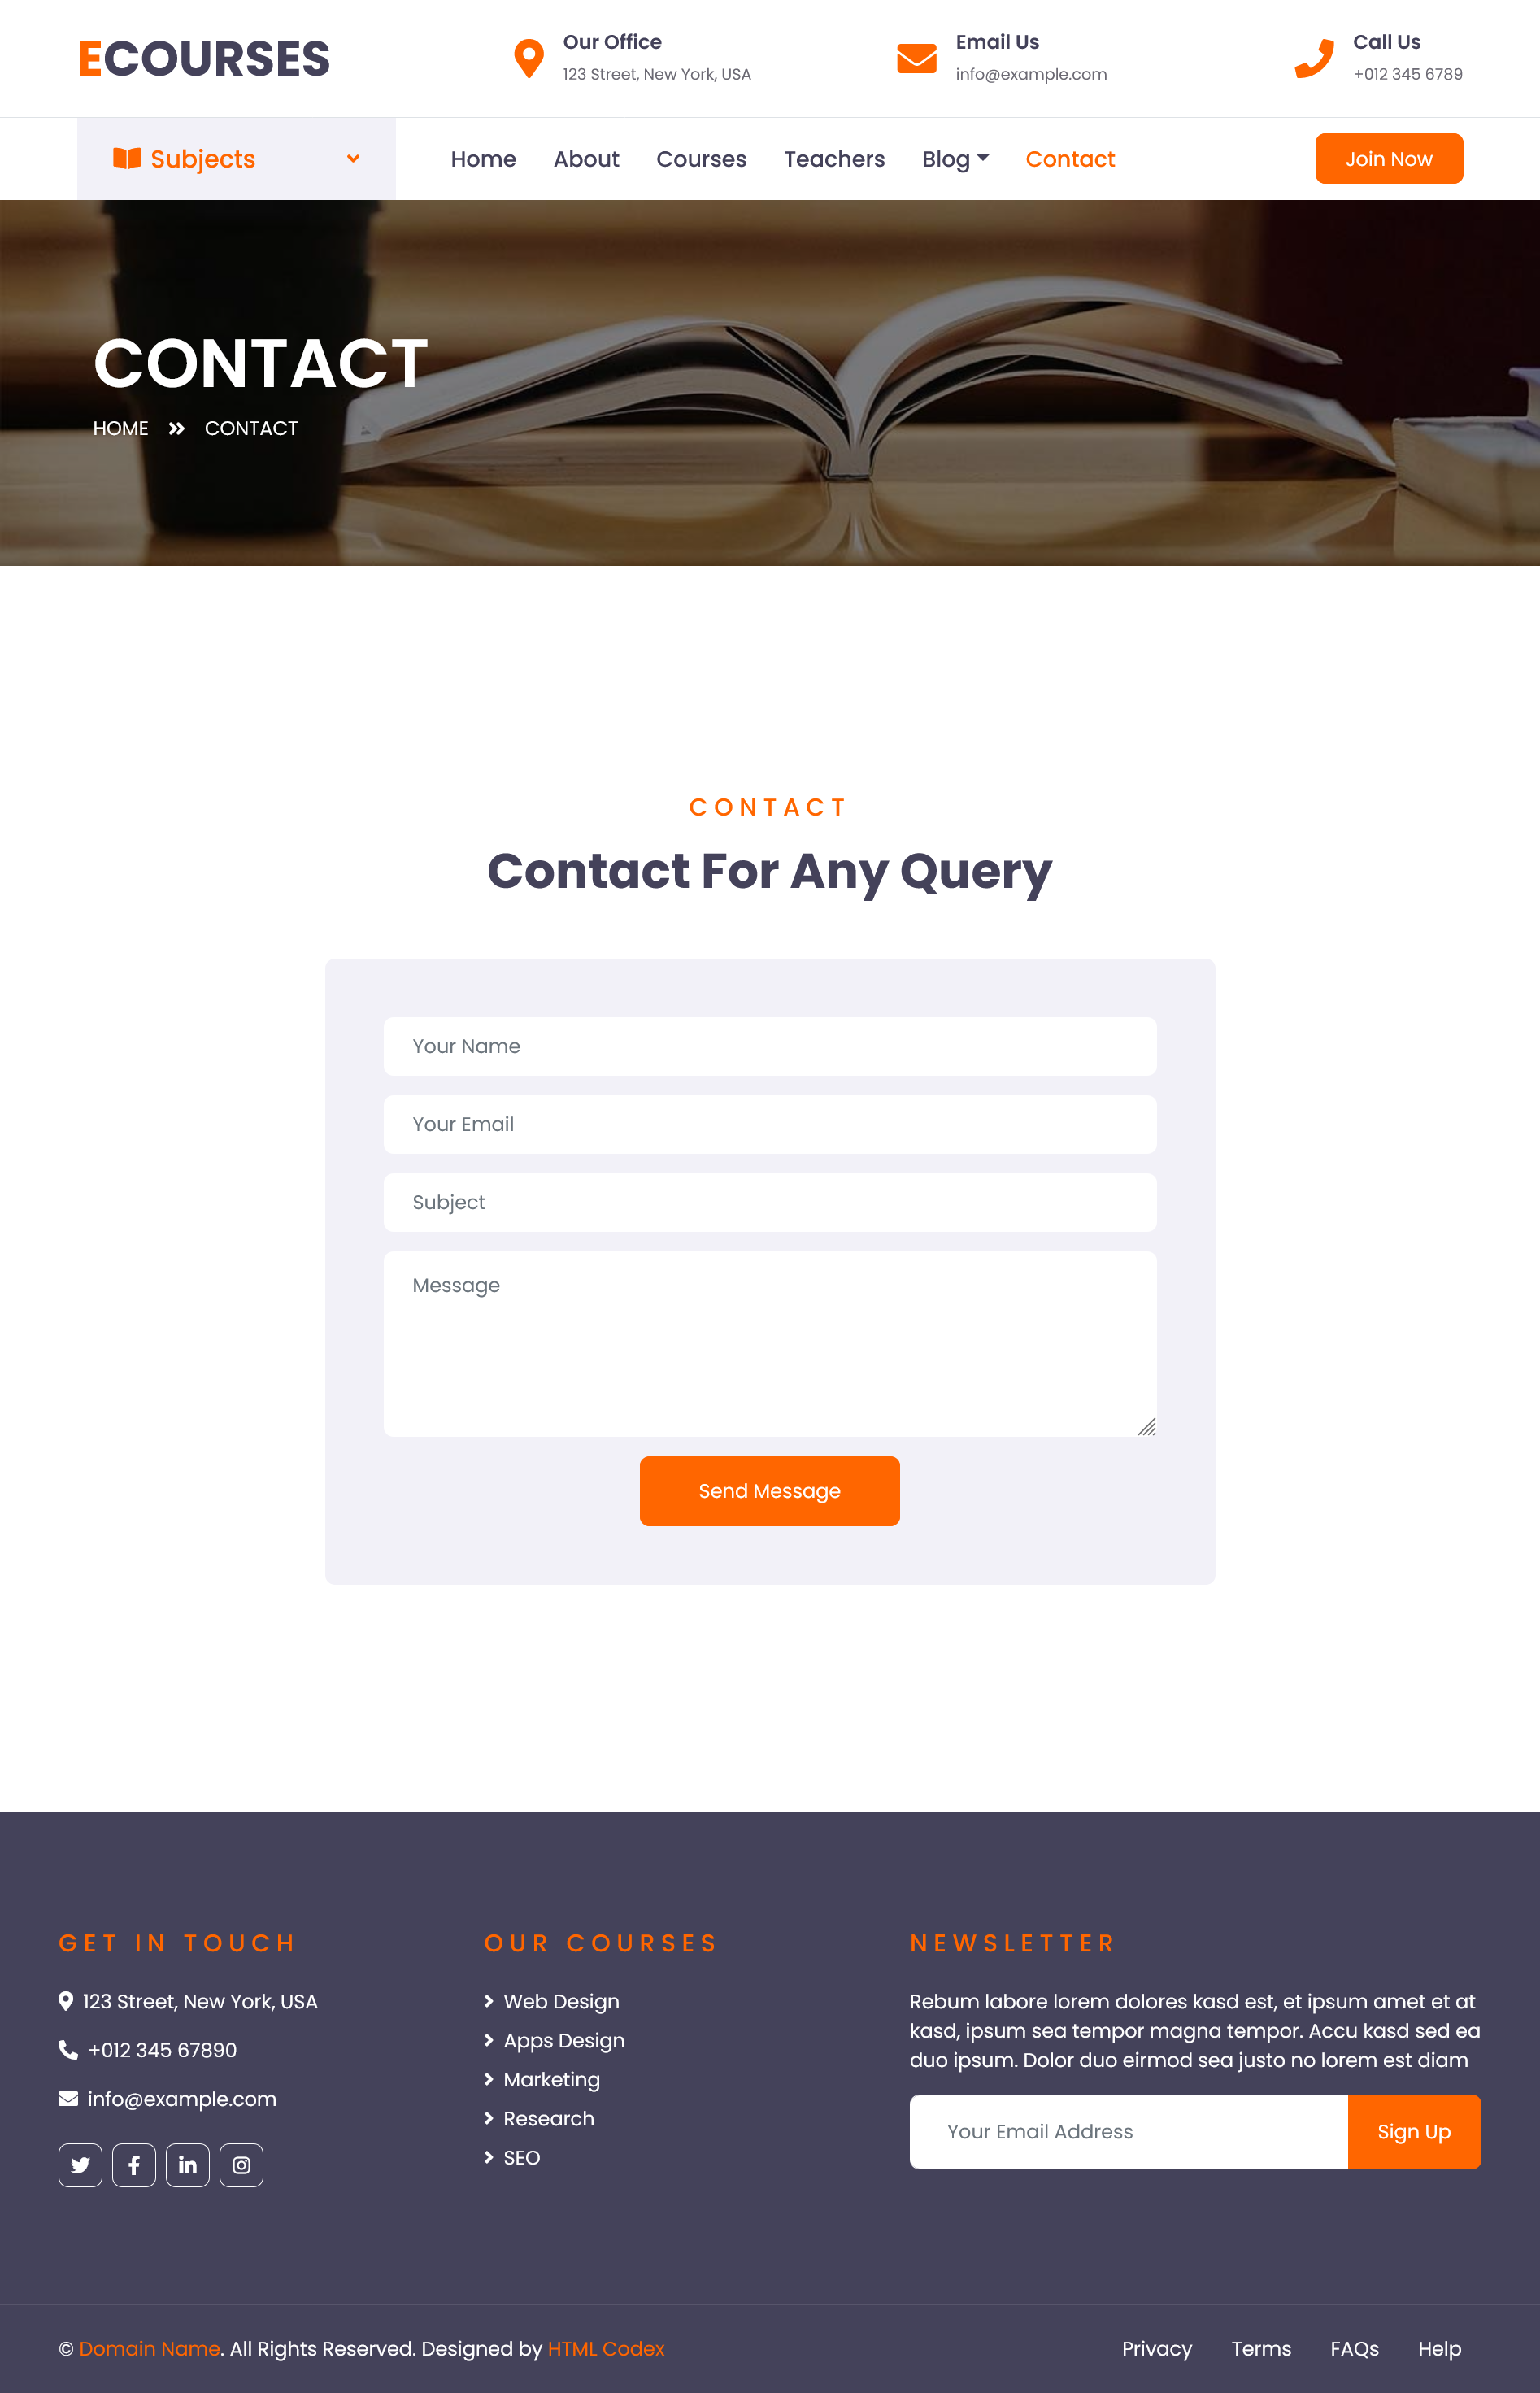 ECOURSES
Our Office
123 Street, New York, USA
Email Us
info@example.com
Call Us
+012 345 6789
Subjects
Home
About
Courses
Teachers
Blog
Contact
Join Now
CONTACT
HOME
CONTACT
CONTACT
Contact For Any Query
Your Name
Your Email
Subject
Message
Send Message
GET IN TOUCH
123 Street, New York, USA
+012 345 67890
info@example.com
OUR COURSES
Web Design
Apps Design
Marketing
Research
SEO
NEWSLETTER
Rebum labore lorem dolores kasd est, et ipsum amet et at
kasd, ipsum sea tempor magna tempor. Accu kasd sed ea
duo ipsum. Dolor duo eirmod sea justo no lorem est diam
Your Email Address
Sign Up
© Domain Name. All Rights Reserved. Designed by HTML Codex
Privacy
Terms
FAQs
Help